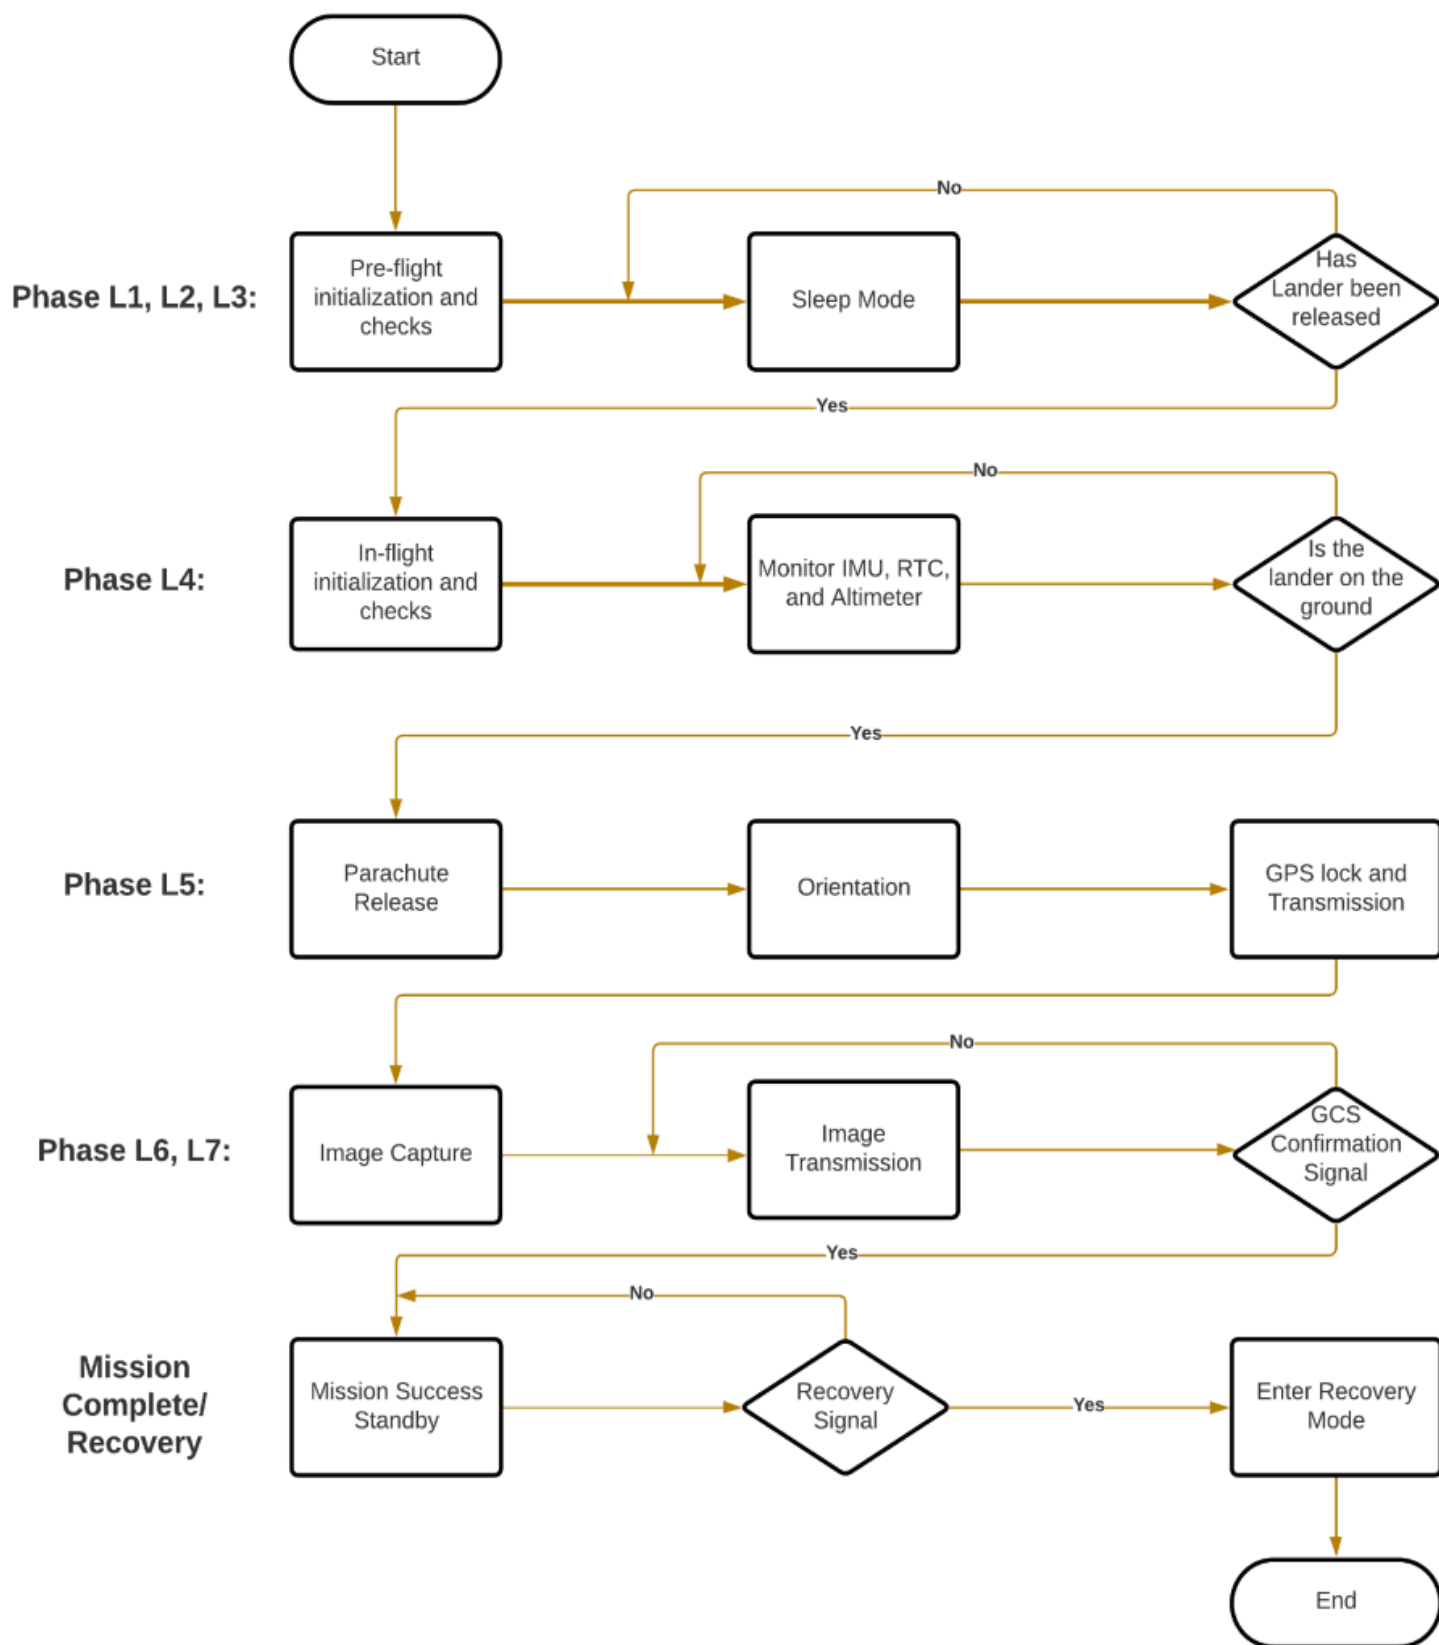 Start
No
Phase L1, L2, L3:
Pre-flight
initialization and
checks
Sleep Mode
Has
Lander been
released
Yes
No
Phase L4:
In-flight
initialization and
checks
Monitor IMU, RTC,
and Altimeter
Is the
lander on the
ground
Yes
Phase L5:
Parachute
Release
Orientation
GPS lock and
Transmission
No
Phase L6, L7:
Image Capture
Image
Transmission
GCS
Confirmation
Signal
Yes
No
Mission
Complete/
Recovery
Mission Success
Standby
Recovery
Signal
Yes
Enter Recovery
Mode
End